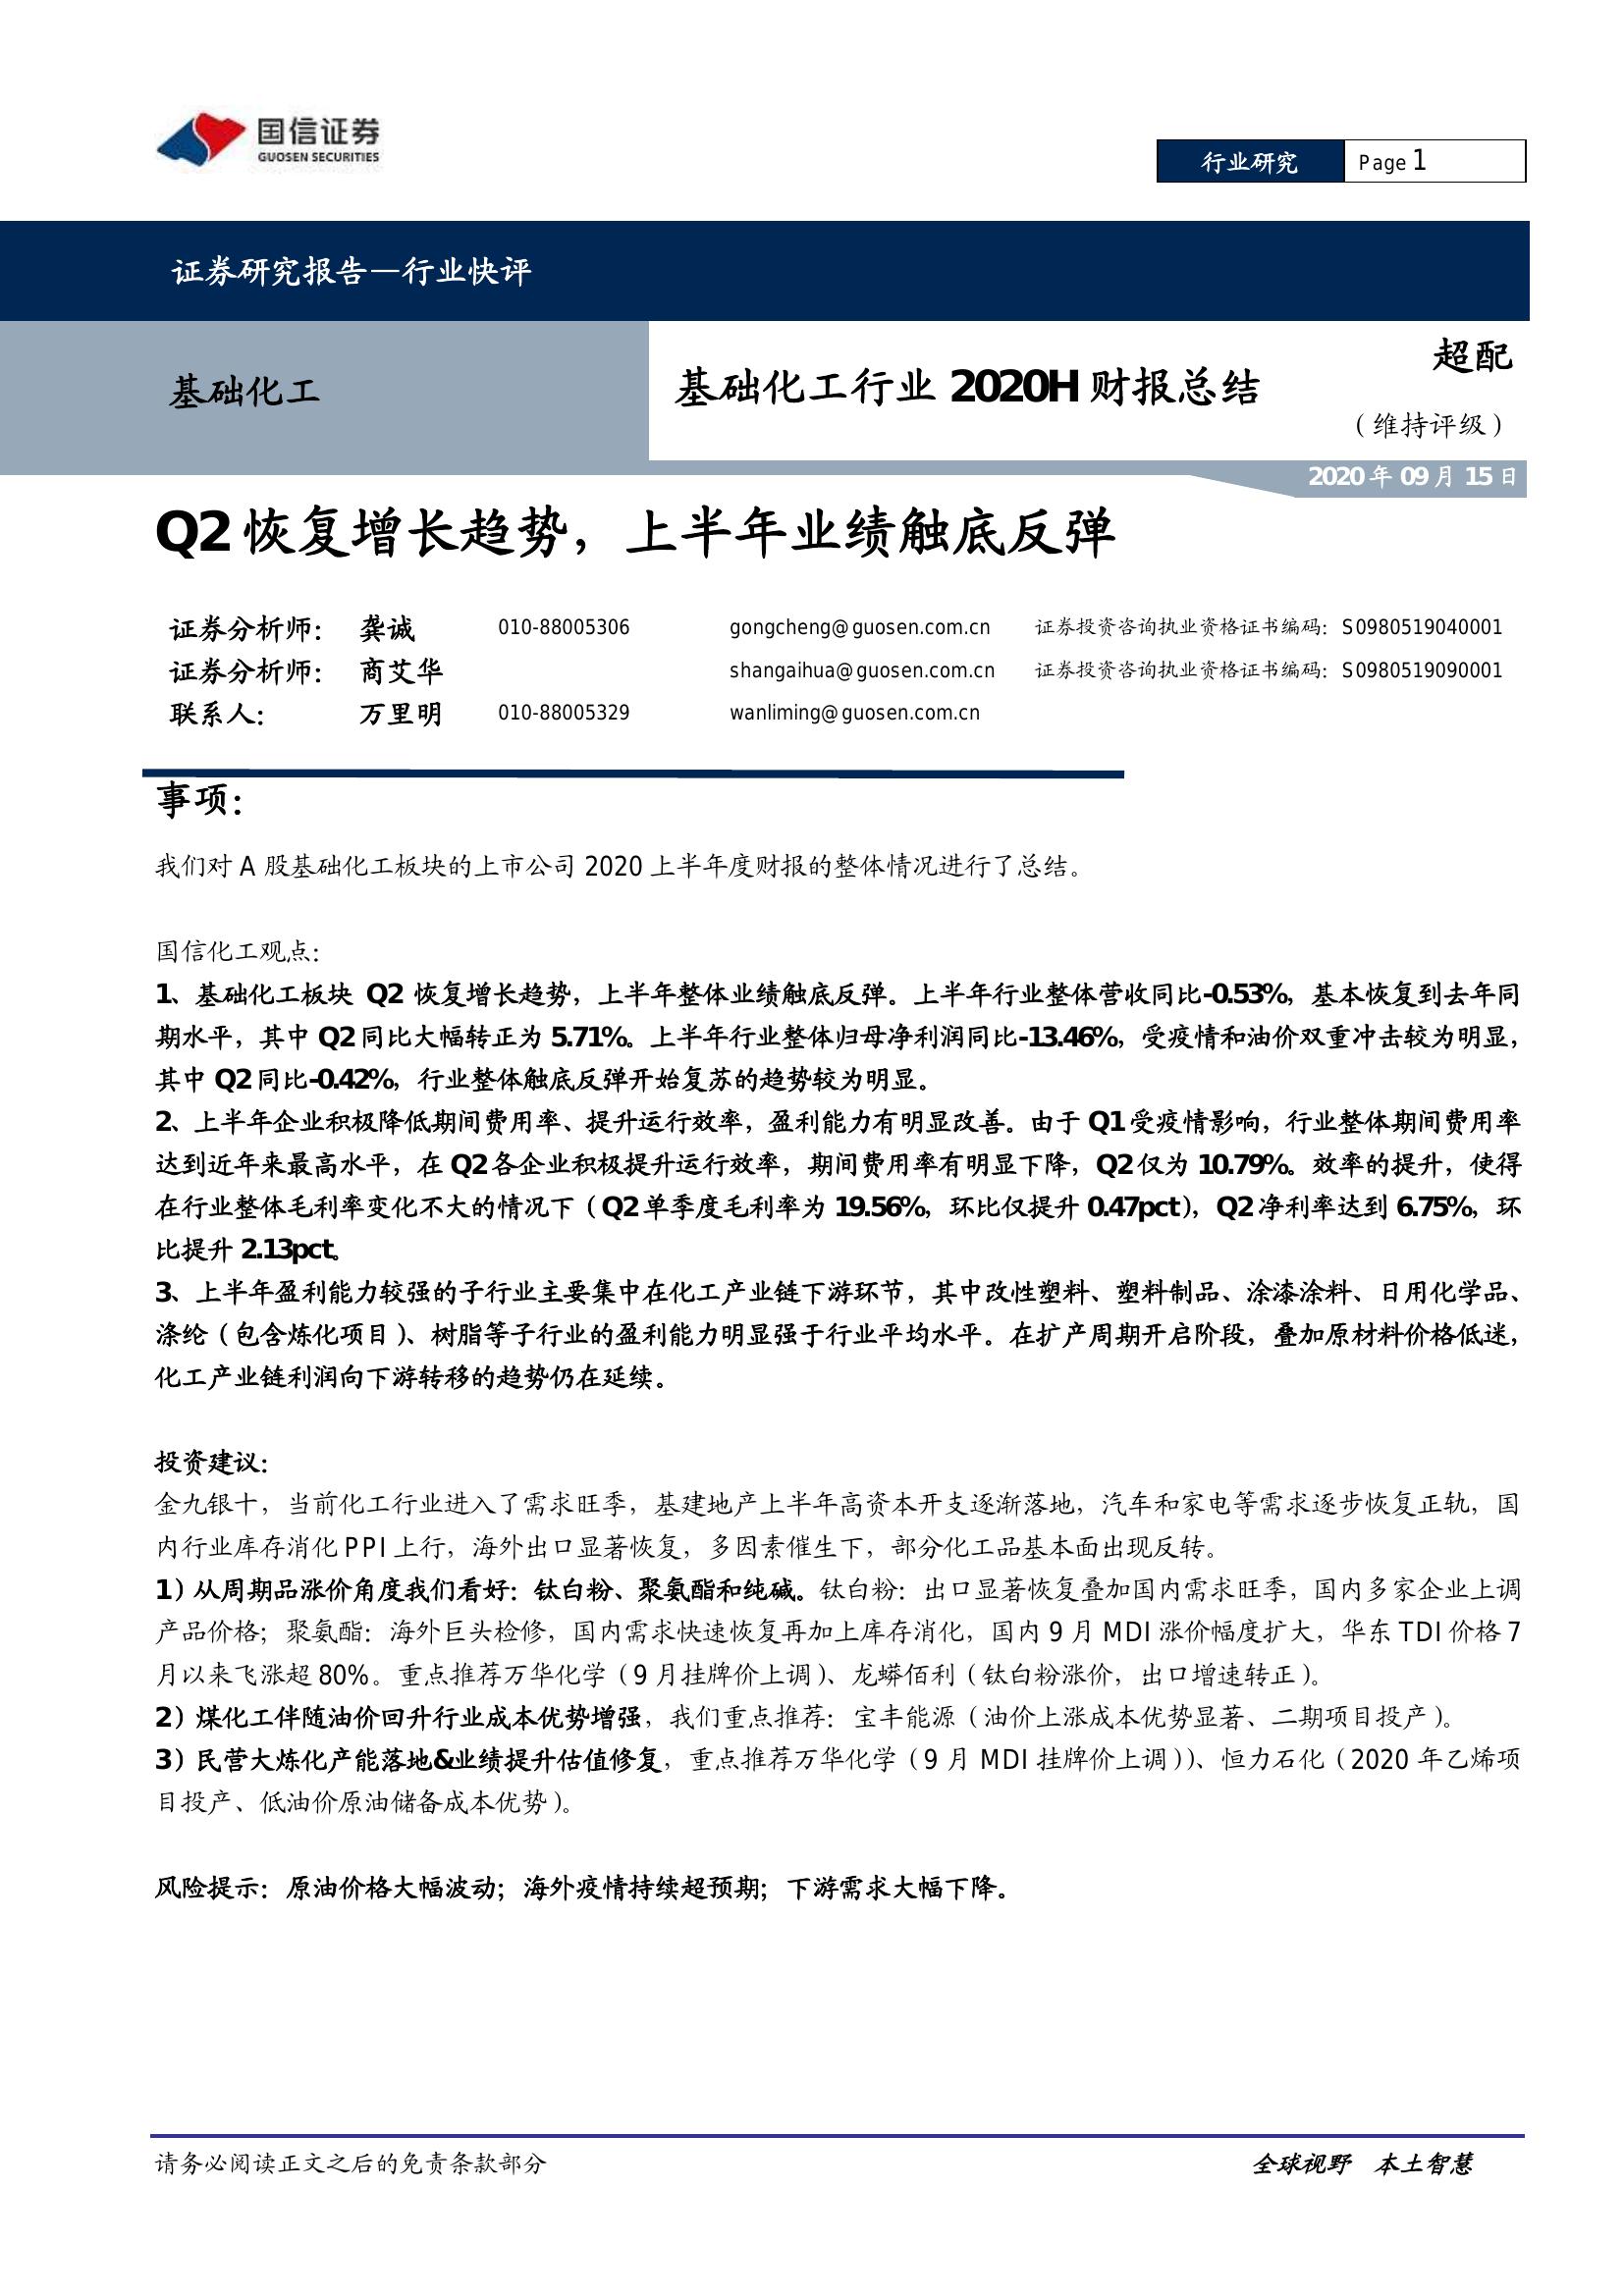 国信证券
GUOSEN SECURITIES
行业研究
Page 1
证券研究报告—行业快评
基础化工
基础化工行业 2020H 财报总结
超配
（维持评级）
2020 年 09 月 15 日
Q2 恢复增长趋势，上半年业绩触底反弹
证券分析师： 龚诚 010-88005306 gongcheng@guosen.com.cn 证券投资咨询执业资格证书编码：S0980519040001
证券分析师： 商艾华 shangaihua@guosen.com.cn 证券投资咨询执业资格证书编码：S0980519090001
联系人： 万里明 010-88005329 wanliming@guosen.com.cn
事项：
我们对 A 股基础化工板块的上市公司 2020 上半年度财报的整体情况进行了总结。
国信化工观点：
1、基础化工板块 Q2 恢复增长趋势，上半年整体业绩触底反弹。上半年行业整体营收同比-0.53%，基本恢复到去年同
期水平，其中 Q2 同比大幅转正为 5.71%。上半年行业整体归母净利润同比-13.46%，受疫情和油价双重冲击较为明显，
其中 Q2 同比-0.42%，行业整体触底反弹开始复苏的趋势较为明显。
2、上半年企业积极降低期间费用率、提升运行效率，盈利能力有明显改善。由于 Q1 受疫情影响，行业整体期间费用率
达到近年来最高水平，在 Q2 各企业积极提升运行效率，期间费用率有明显下降，Q2 仅为 10.79%。效率的提升，使得
在行业整体毛利率变化不大的情况下（Q2 单季度毛利率为 19.56%，环比仅提升 0.47pct），Q2 净利率达到 6.75%，环
比提升 2.13pct。
3、上半年盈利能力较强的子行业主要集中在化工产业链下游环节，其中改性塑料、塑料制品、涂漆涂料、日用化学品、
涤纶（包含炼化项目）、树脂等子行业的盈利能力明显强于行业平均水平。在扩产周期开启阶段，叠加原材料价格低迷，
化工产业链利润向下游转移的趋势仍在延续。
投资建议：
金九银十，当前化工行业进入了需求旺季，基建地产上半年高资本开支逐渐落地，汽车和家电等需求逐步恢复正轨，国
内行业库存消化 PPI 上行，海外出口显著恢复，多因素催生下，部分化工品基本面出现反转。
1）从周期品涨价角度我们看好：钛白粉、聚氨酯和纯碱。钛白粉：出口显著恢复叠加国内需求旺季，国内多家企业上调
产品价格；聚氨酯：海外巨头检修，国内需求快速恢复再加上库存消化，国内 9 月 MDI 涨价幅度扩大，华东 TDI 价格 7
月以来飞涨超 80%。重点推荐万华化学（9 月挂牌价上调）、龙蟒佰利（钛白粉涨价，出口增速转正）。
2）煤化工伴随油价回升行业成本优势增强，我们重点推荐：宝丰能源（油价上涨成本优势显著、二期项目投产）。
3）民营大炼化产能落地&业绩提升估值修复，重点推荐万华化学（9 月 MDI 挂牌价上调））、恒力石化（2020 年乙烯项
目投产、低油价原油储备成本优势）。
风险提示：原油价格大幅波动；海外疫情持续超预期；下游需求大幅下降。
请务必阅读正文之后的免责条款部分
全球视野 本土智慧